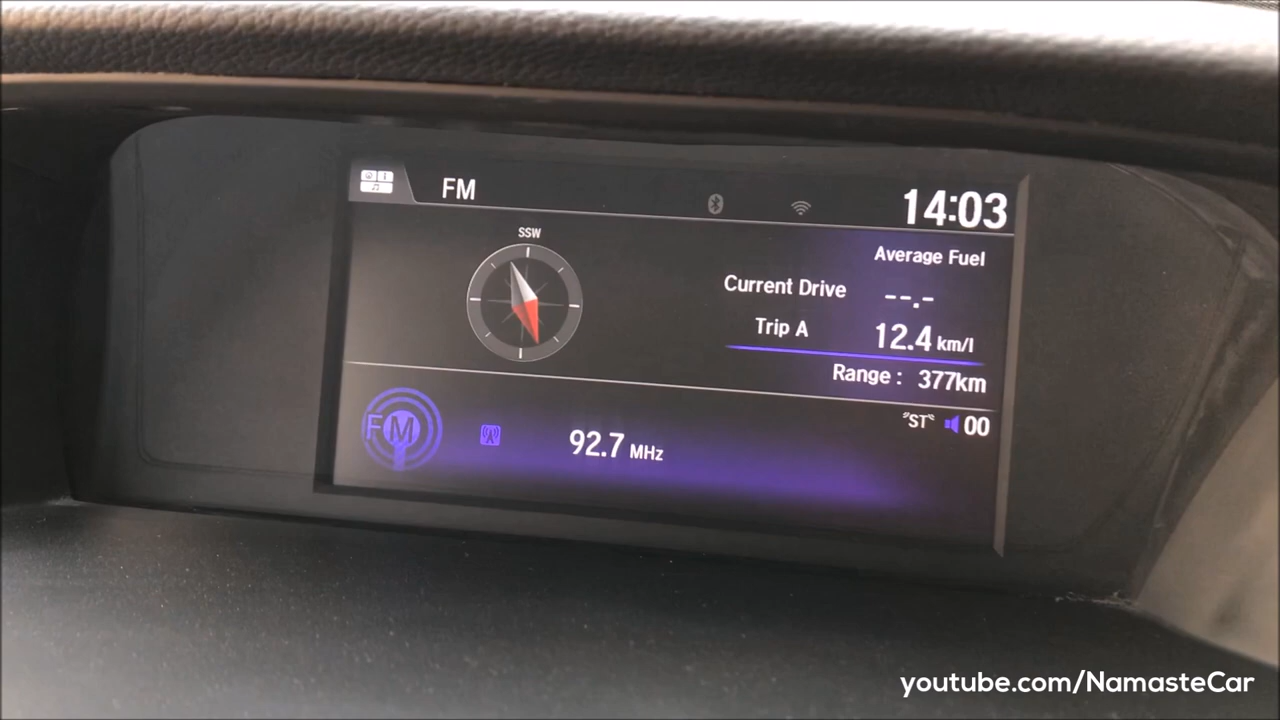 FM
14:03
SSW
Average Fuel
Current Drive --.-
Trip A 12.4 km/l
Range : 377km
"ST" 00
FM
92.7 MHz
youtube.com/NamasteCar